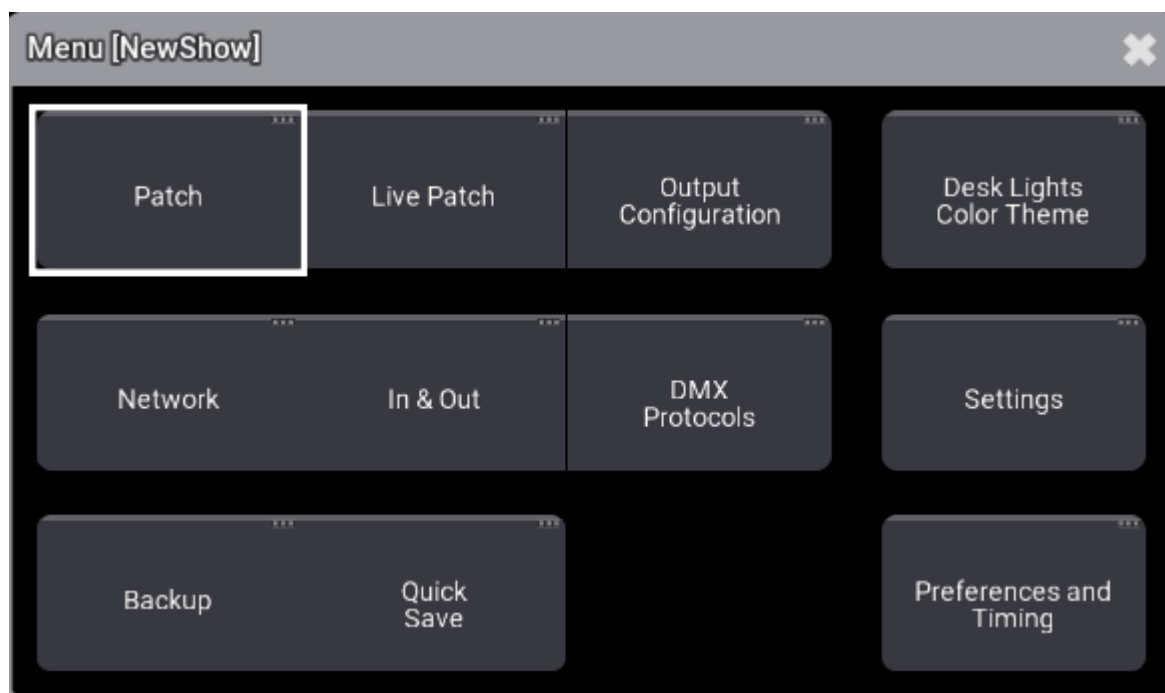 Menu [NewShow]
Patch
Live Patch
Output
Configuration
Desk Lights
Color Theme
Network
In & Out
DMX
Protocols
Settings
Backup
Quick
Save
Preferences and
Timing